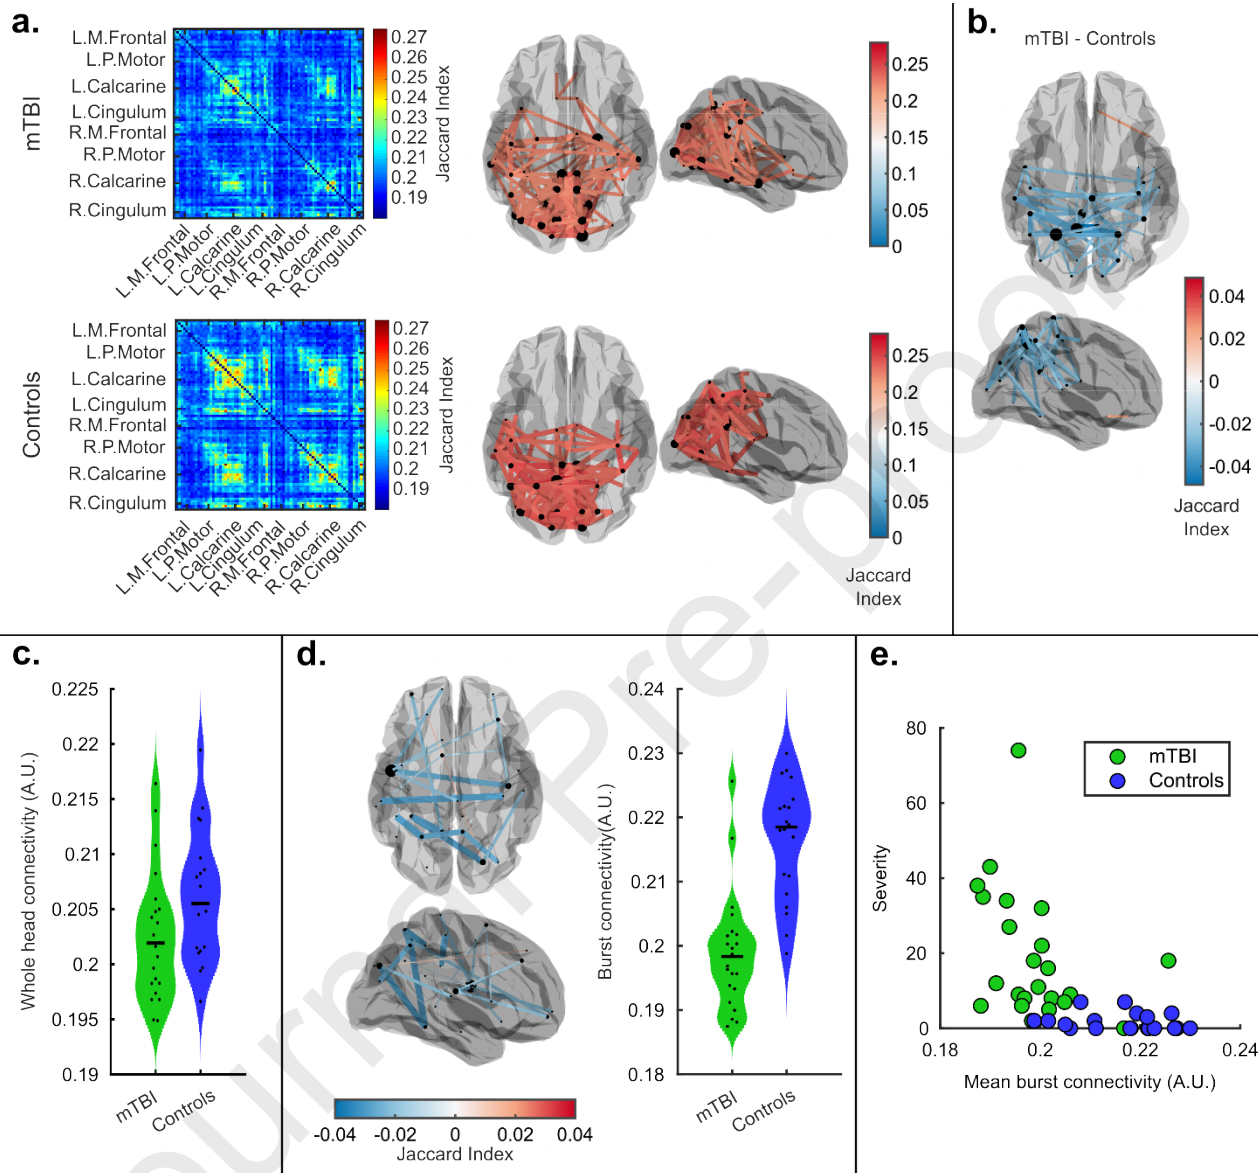 a.
mTBI
L.M.Frontal
L.P.Motor
L.Calcarine
L.Cingulum
R.M.Frontal
R.P.Motor
R.Calcarine
R.Cingulum
L.M.Frontal
L.P.Motor
L.Calcarine
L.Cingulum
R.M.Frontal
R.P.Motor
R.Calcarine
R.Cingulum
0.27
0.26
0.25
0.24
0.23
0.22
0.21
0.2
0.19
Jaccard Index
0.25
0.2
0.15
0.1
0.05
0
Controls
L.M.Frontal
L.P.Motor
L.Calcarine
L.Cingulum
R.M.Frontal
R.P.Motor
R.Calcarine
R.Cingulum
L.M.Frontal
L.P.Motor
L.Calcarine
L.Cingulum
R.M.Frontal
R.P.Motor
R.Calcarine
R.Cingulum
0.27
0.26
0.25
0.24
0.23
0.22
0.21
0.2
0.19
Jaccard Index
0.25
0.2
0.15
0.1
0.05
0
Jaccard
Index
b.
mTBI - Controls
0.04
0.02
0
-0.02
-0.04
Jaccard
Index
c.
Whole head connectivity (A.U.)
0.225
0.22
0.215
0.21
0.205
0.2
0.195
0.19
mTBI
Controls
d.
-0.04 -0.02 0 0.02 0.04
Jaccard Index
Burst connectivity(A.U.)
0.24
0.23
0.22
0.21
0.2
0.19
0.18
mTBI
Controls
e.
Severity
80
60
40
20
0
mTBI
Controls
0.18 0.2 0.22 0.24
Mean burst connectivity (A.U.)
Journal Pre-proofs